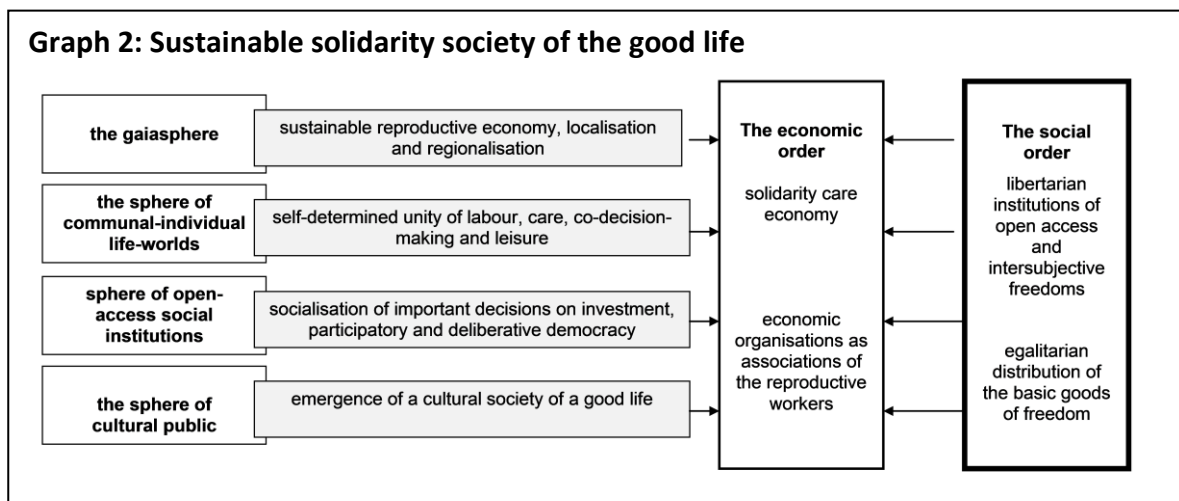 Graph 2: Sustainable solidarity society of the good life
the gaiasphere
sustainable reproductive economy, localisation
and regionalisation
the sphere of
communal-individual
life-worlds
self-determined unity of labour, care, co-decision-
making and leisure
sphere of open-
access social
institutions
socialisation of important decisions on investment,
participatory and deliberative democracy
the sphere of
cultural public
emergence of a cultural society of a good life
The economic
order
solidarity care
economy
economic
organisations as
associations of
the reproductive
workers
The social
order
libertarian
institutions of
open access
and
intersubjective
freedoms
egalitarian
distribution of
the basic goods
of freedom